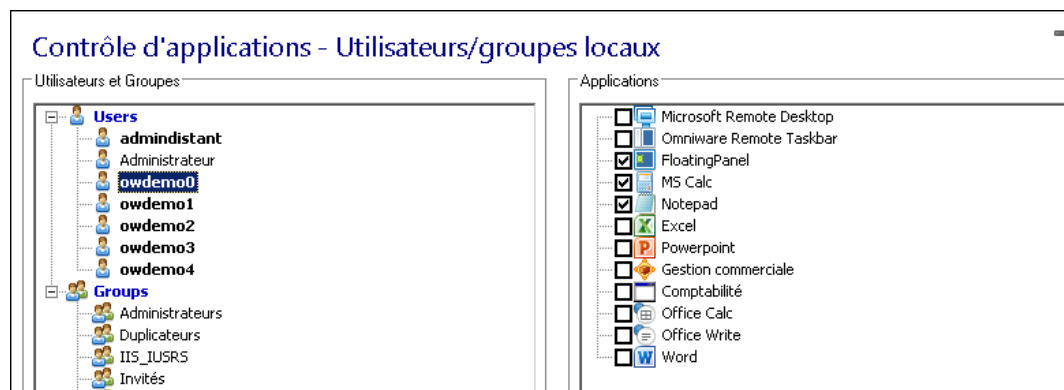 Contrôle d'applications - Utilisateurs/groupes locaux
Utilisateurs et Groupes
Users
admindistant
Administrateur
owdemo0
owdemo1
owdemo2
owdemo3
owdemo4
Groups
Administrateurs
Duplicateurs
IIS_IUSRS
Invités
Applications
Microsoft Remote Desktop
Omniware Remote Taskbar
FloatingPanel
MS Calc
Notepad
Excel
Powerpoint
Gestion commerciale
Comptabilité
Office Calc
Office Write
Word